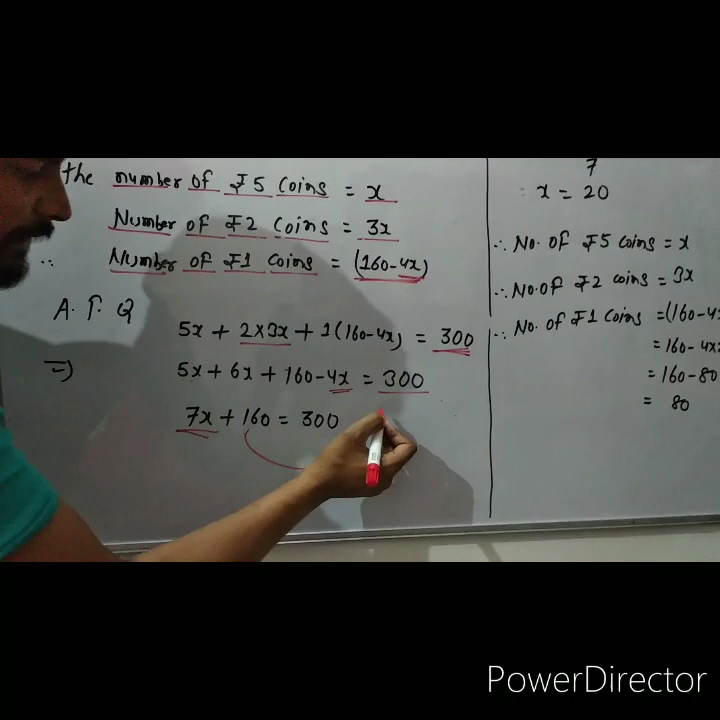 the number of ₹5 coins = x
Number of ₹2 coins = 3x
∴ Number of ₹1 coins = (160-4x)
A. T. Q
5x + 2×3x + 1(160-4x) = 300
=) 5x + 6x + 160-4x = 300
7x + 160 = 300
7
x = 20
∴ No. of ₹5 coins = x
∴ No. of ₹2 coins = 3x
∴ No. of ₹1 coins = (160-4x
= 160-4x
= 160-80
= 80
PowerDirector